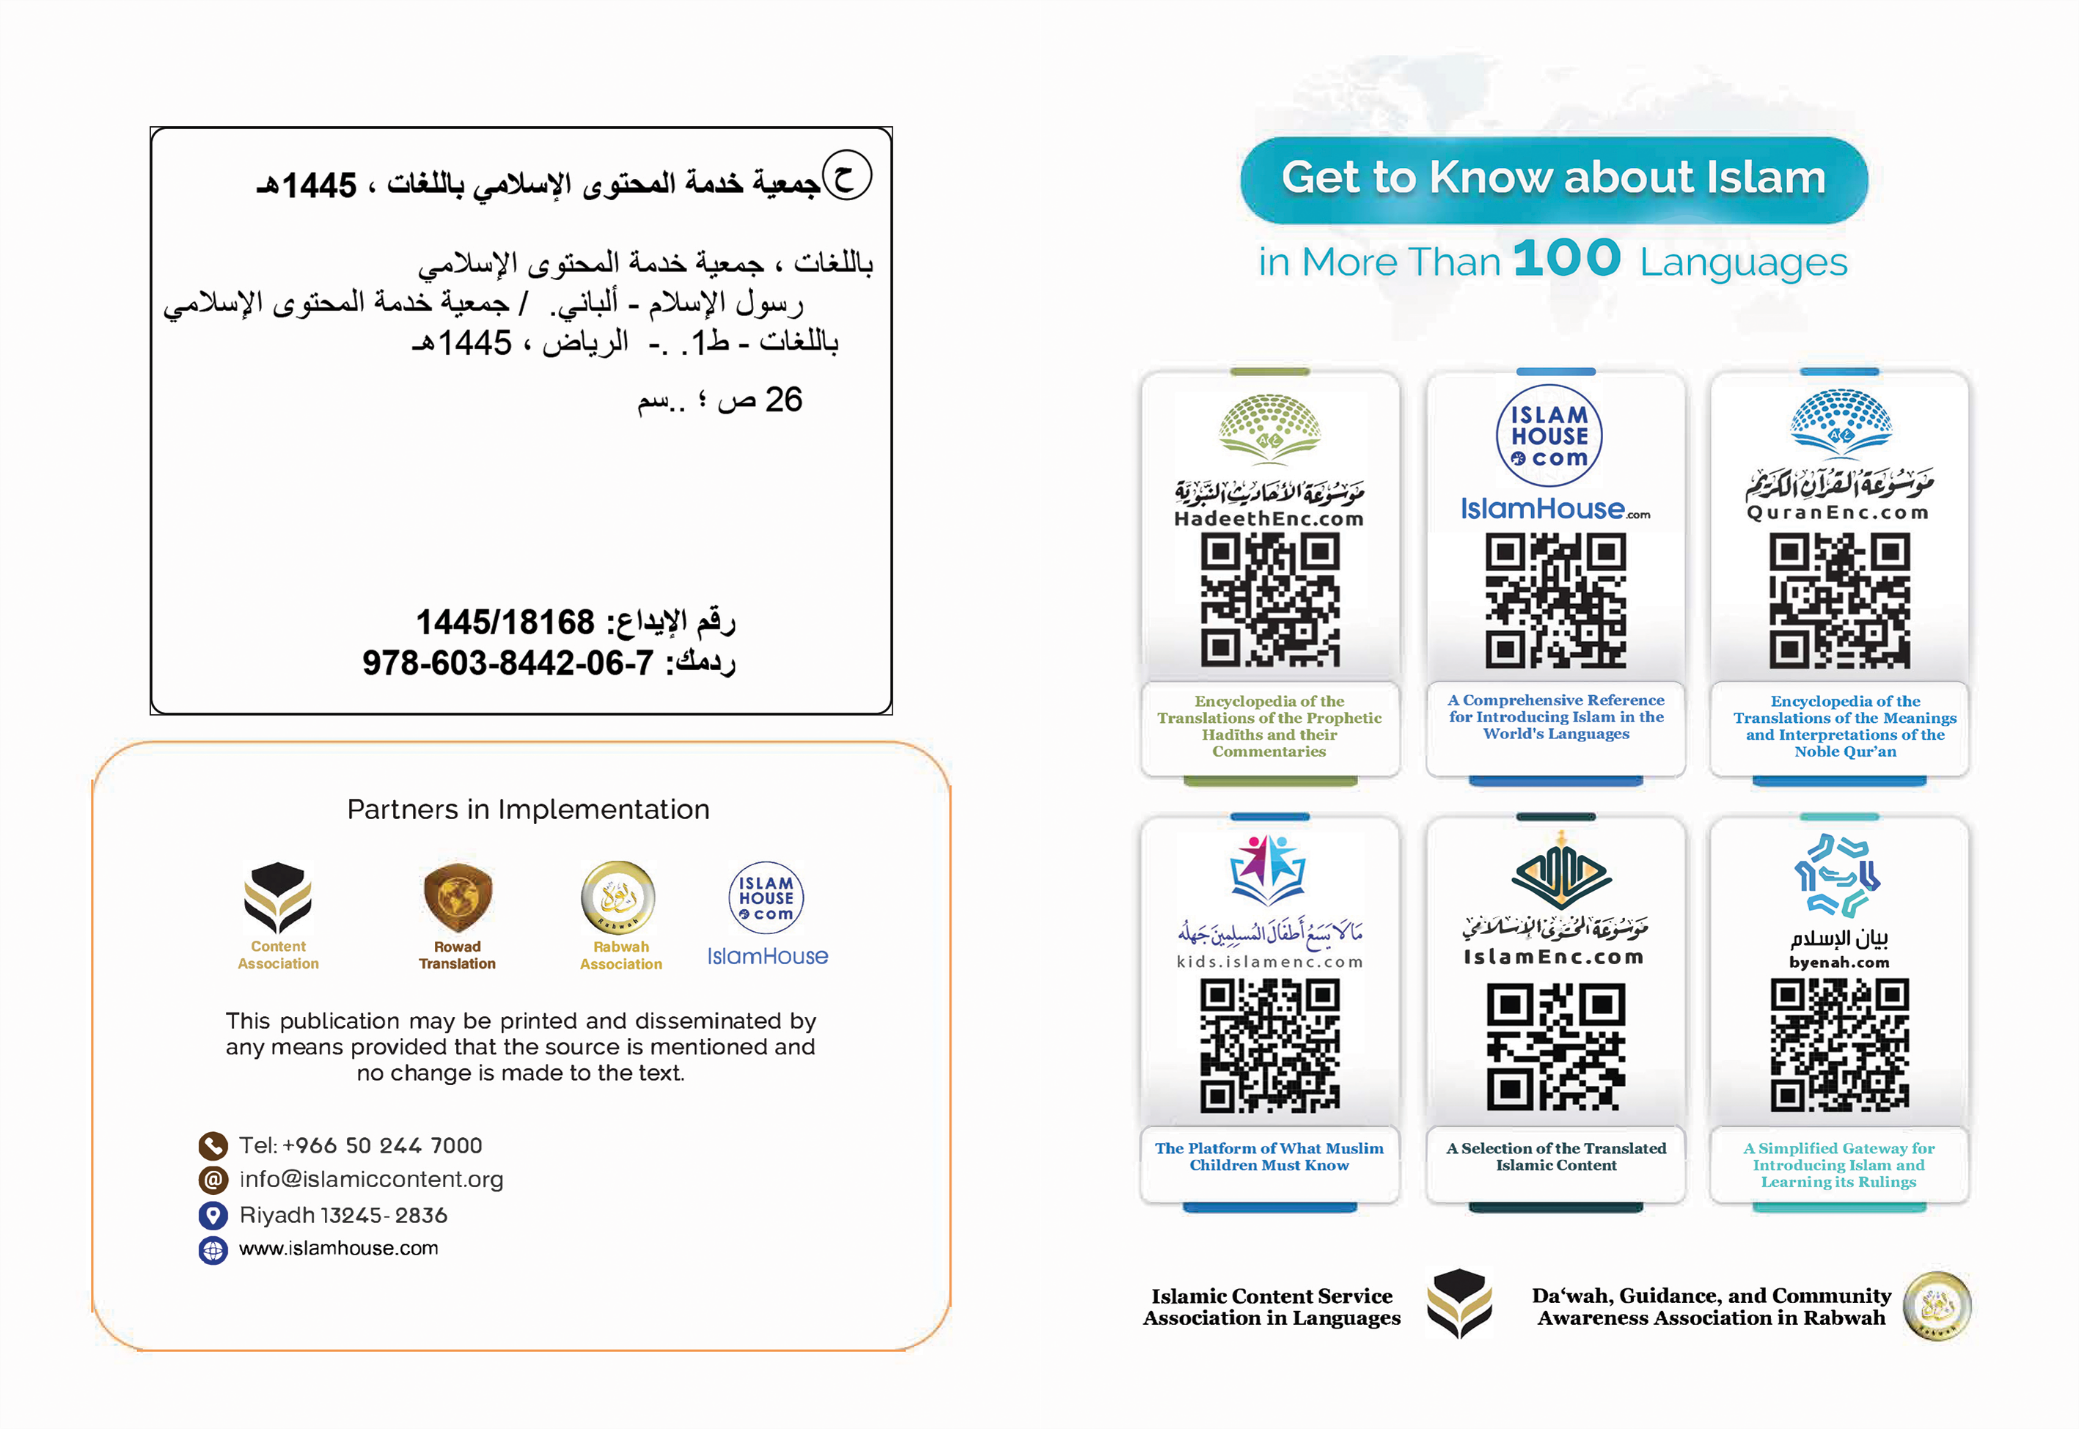 ح جمعية خدمة المحتوى الإسلامي باللغات ، 1445هـ
باللغات ، جمعية خدمة المحتوى الإسلامي
رسول الإسلام - ألباني. / جمعية خدمة المحتوى الإسلامي
باللغات - ط1. .- الرياض ، 1445هـ
26 ص ؛ ..سم
رقم الإيداع: 1445/18168
ردمك: 978-603-8442-06-7
Partners in Implementation
Content
Association
Rowad
Translation
Rabwah
Rabwah
Association
ISLAM
HOUSE
com
IslamHouse
This publication may be printed and disseminated by
any means provided that the source is mentioned and
no change is made to the text.
Tel: +966 50 244 7000
info@islamiccontent.org
Riyadh 13245- 2836
www.islamhouse.com
Get to Know about Islam
in More Than 100 Languages
موسوعة الأحاديث النبوية
HadeethEnc.com
Encyclopedia of the
Translations of the Prophetic
Hadīths and their
Commentaries
ISLAM
HOUSE
com
IslamHouse.com
A Comprehensive Reference
for Introducing Islam in the
World's Languages
موسوعة القرآن الكريم
QuranEnc.com
Encyclopedia of the
Translations of the Meanings
and Interpretations of the
Noble Qur’an
مَا لَا يَسَعُ أَطْفَالَ المُسلِمِينَ جَهلُه
kids.islamenc.com
The Platform of What Muslim
Children Must Know
موسوعة المحتوى الإسلامي
IslamEnc.com
A Selection of the Translated
Islamic Content
بيان الإسلام
byenah.com
A Simplified Gateway for
Introducing Islam and
Learning its Rulings
Islamic Content Service
Association in Languages
Da‘wah, Guidance, and Community
Awareness Association in Rabwah
Rabwah